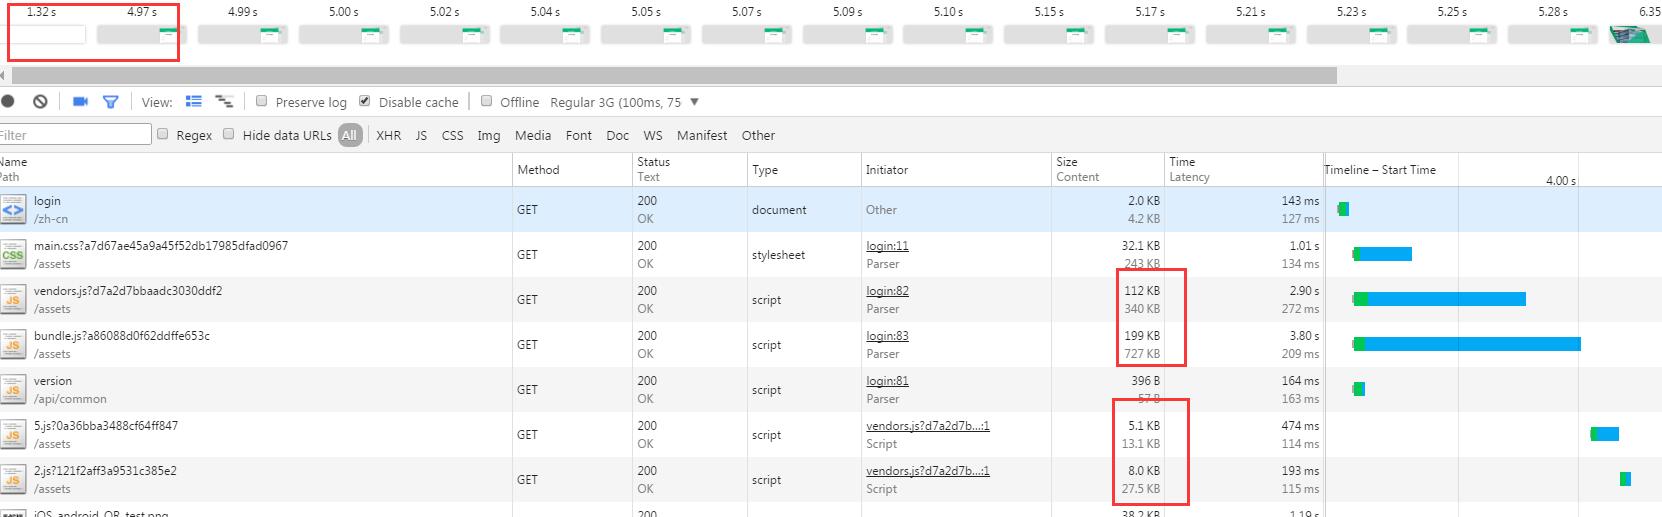 1.32 s 4.97 s 4.99 s 5.00 s 5.02 s 5.04 s 5.05 s 5.07 s 5.09 s 5.10 s 5.15 s 5.17 s 5.21 s 5.23 s 5.25 s 5.28 s 6.35
View: Preserve log Disable cache Offline Regular 3G (100ms, 75 ▼
Filter Regex Hide data URLs All XHR JS CSS Img Media Font Doc WS Manifest Other
Name Status Size Time
Method Type Initiator Timeline – Start Time
Path Text Content Latency 4.00 s
login 200 2.0 KB 143 ms
GET document Other
/zh-cn OK 4.2 KB 127 ms
main.css?a7d67ae45a9a45f52db17985dfad0967 200 login:11 32.1 KB 1.01 s
CSS GET stylesheet
/assets OK Parser 243 KB 134 ms
vendors.js?d7a2d7bbaadc3030ddf2 200 login:82 112 KB 2.90 s
JS GET script
/assets OK Parser 340 KB 272 ms
bundle.js?a86088d0f62ddffe653c 200 login:83 199 KB 3.80 s
JS GET script
/assets OK Parser 727 KB 209 ms
version 200 login:81 396 B 164 ms
JS GET script
/api/common OK Parser 57 B 163 ms
5.js?0a36bba3488cf64ff847 200 vendors.js?d7a2d7b...:1 5.1 KB 474 ms
JS GET script
/assets OK Script 13.1 KB 114 ms
2.js?121f2aff3a9531c385e2 200 vendors.js?d7a2d7b...:1 8.0 KB 193 ms
JS GET script
/assets OK Script 27.5 KB 115 ms
iOS_android_QR_test.png 200 38.2 KB 1.19 s